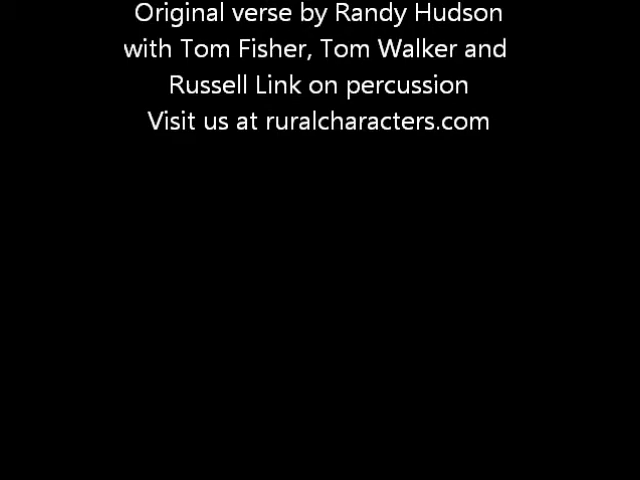 Original verse by Randy Hudson
with Tom Fisher, Tom Walker and
Russell Link on percussion
Visit us at ruralcharacters.com